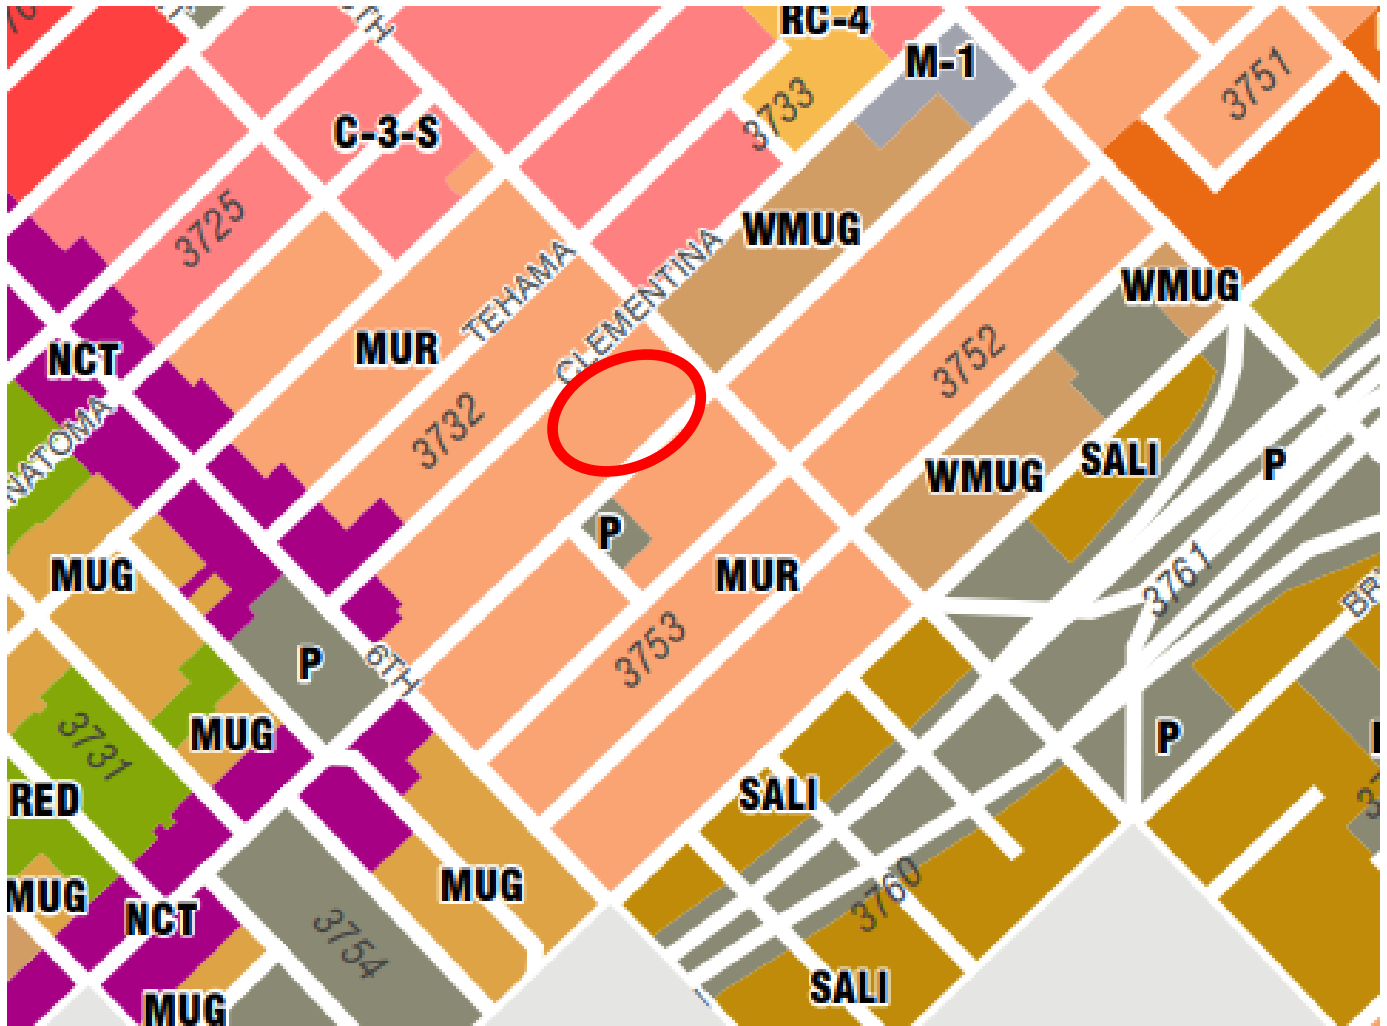 RC-4
M-1
3751
3733
C-3-S
3725
WMUG
TEHAMA
CLEMENTINA
WMUG
NCT
MUR
3752
3732
NATOMA
WMUG
SALI
P
P
MUG
MUR
3761
3753
P
6TH
MUG
3731
P
RED
SALI
MUG
MUG
NCT
3760
3754
SALI
MUG